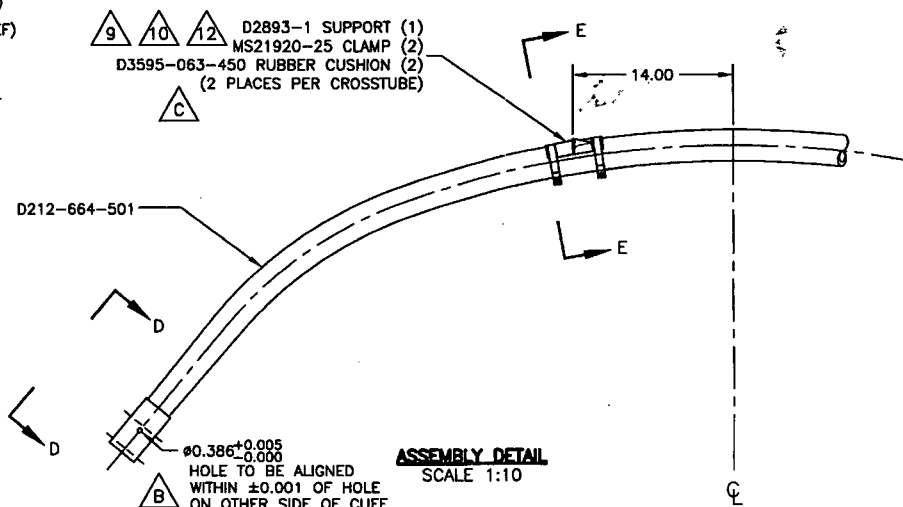 EF)
9 10 12 D2893-1 SUPPORT (1)
MS21920-25 CLAMP (2)
D3595-063-450 RUBBER CUSHION (2)
(2 PLACES PER CROSSTUBE)
C
E
14.00
D212-664-501
E
D
D
ø0.386 +0.005 -0.000
HOLE TO BE ALIGNED
WITHIN ±0.001 OF HOLE
ON OTHER SIDE OF CUFF
B
ASSEMBLY DETAIL
SCALE 1:10
℄